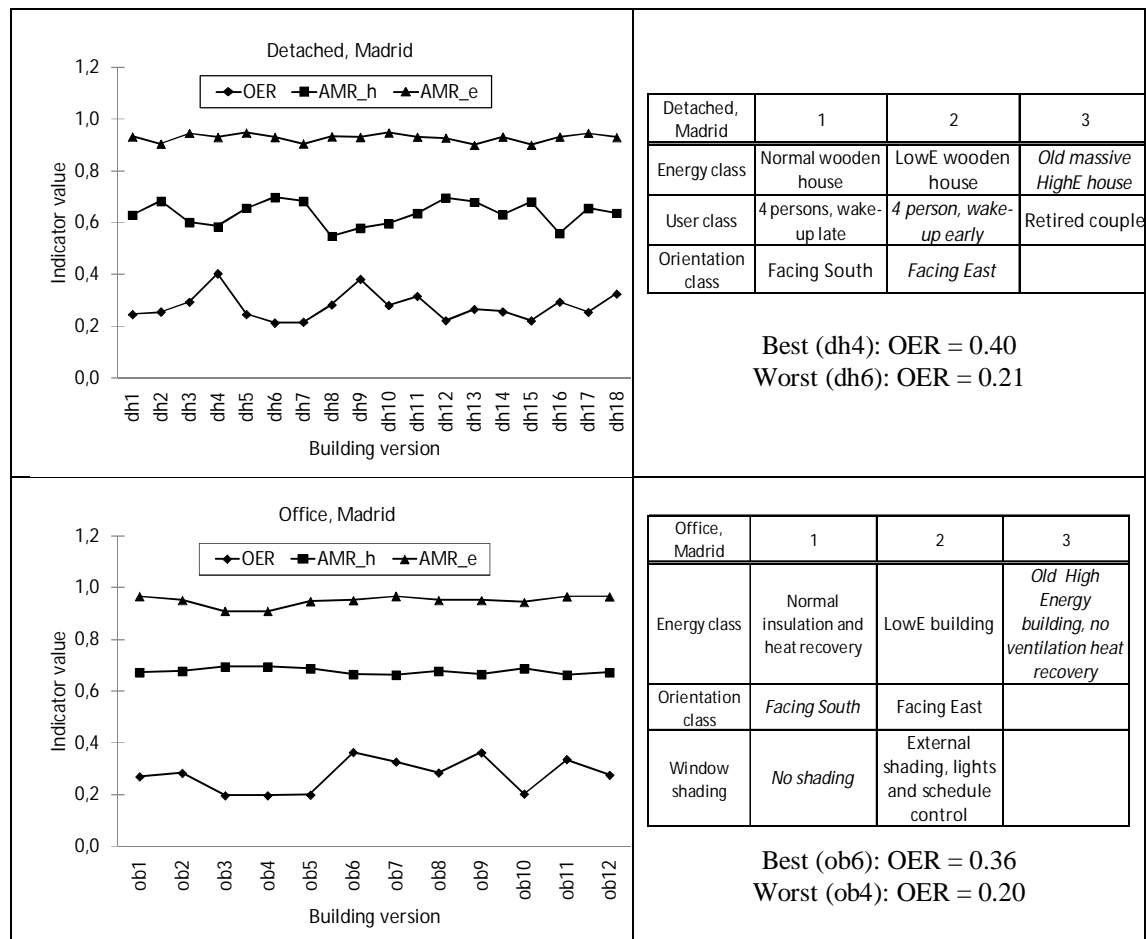 Detached, Madrid
OER AMR_h AMR_e
Indicator value
1,2
1,0
0,8
0,6
0,4
0,2
0,0
dh1 dh2 dh3 dh4 dh5 dh6 dh7 dh8 dh9 dh10 dh11 dh12 dh13 dh14 dh15 dh16 dh17 dh18
Building version
Detached, Madrid 1 2 3
Energy class Normal wooden house LowE wooden house Old massive HighE house
User class 4 persons, wake-up late 4 person, wake-up early Retired couple
Orientation class Facing South Facing East
Best (dh4): OER = 0.40
Worst (dh6): OER = 0.21
Office, Madrid
OER AMR_h AMR_e
Indicator value
1,2
1,0
0,8
0,6
0,4
0,2
0,0
ob1 ob2 ob3 ob4 ob5 ob6 ob7 ob8 ob9 ob10 ob11 ob12
Building version
Office, Madrid 1 2 3
Energy class Normal insulation and heat recovery LowE building Old High Energy building, no ventilation heat recovery
Orientation class Facing South Facing East
Window shading No shading External shading, lights and schedule control
Best (ob6): OER = 0.36
Worst (ob4): OER = 0.20